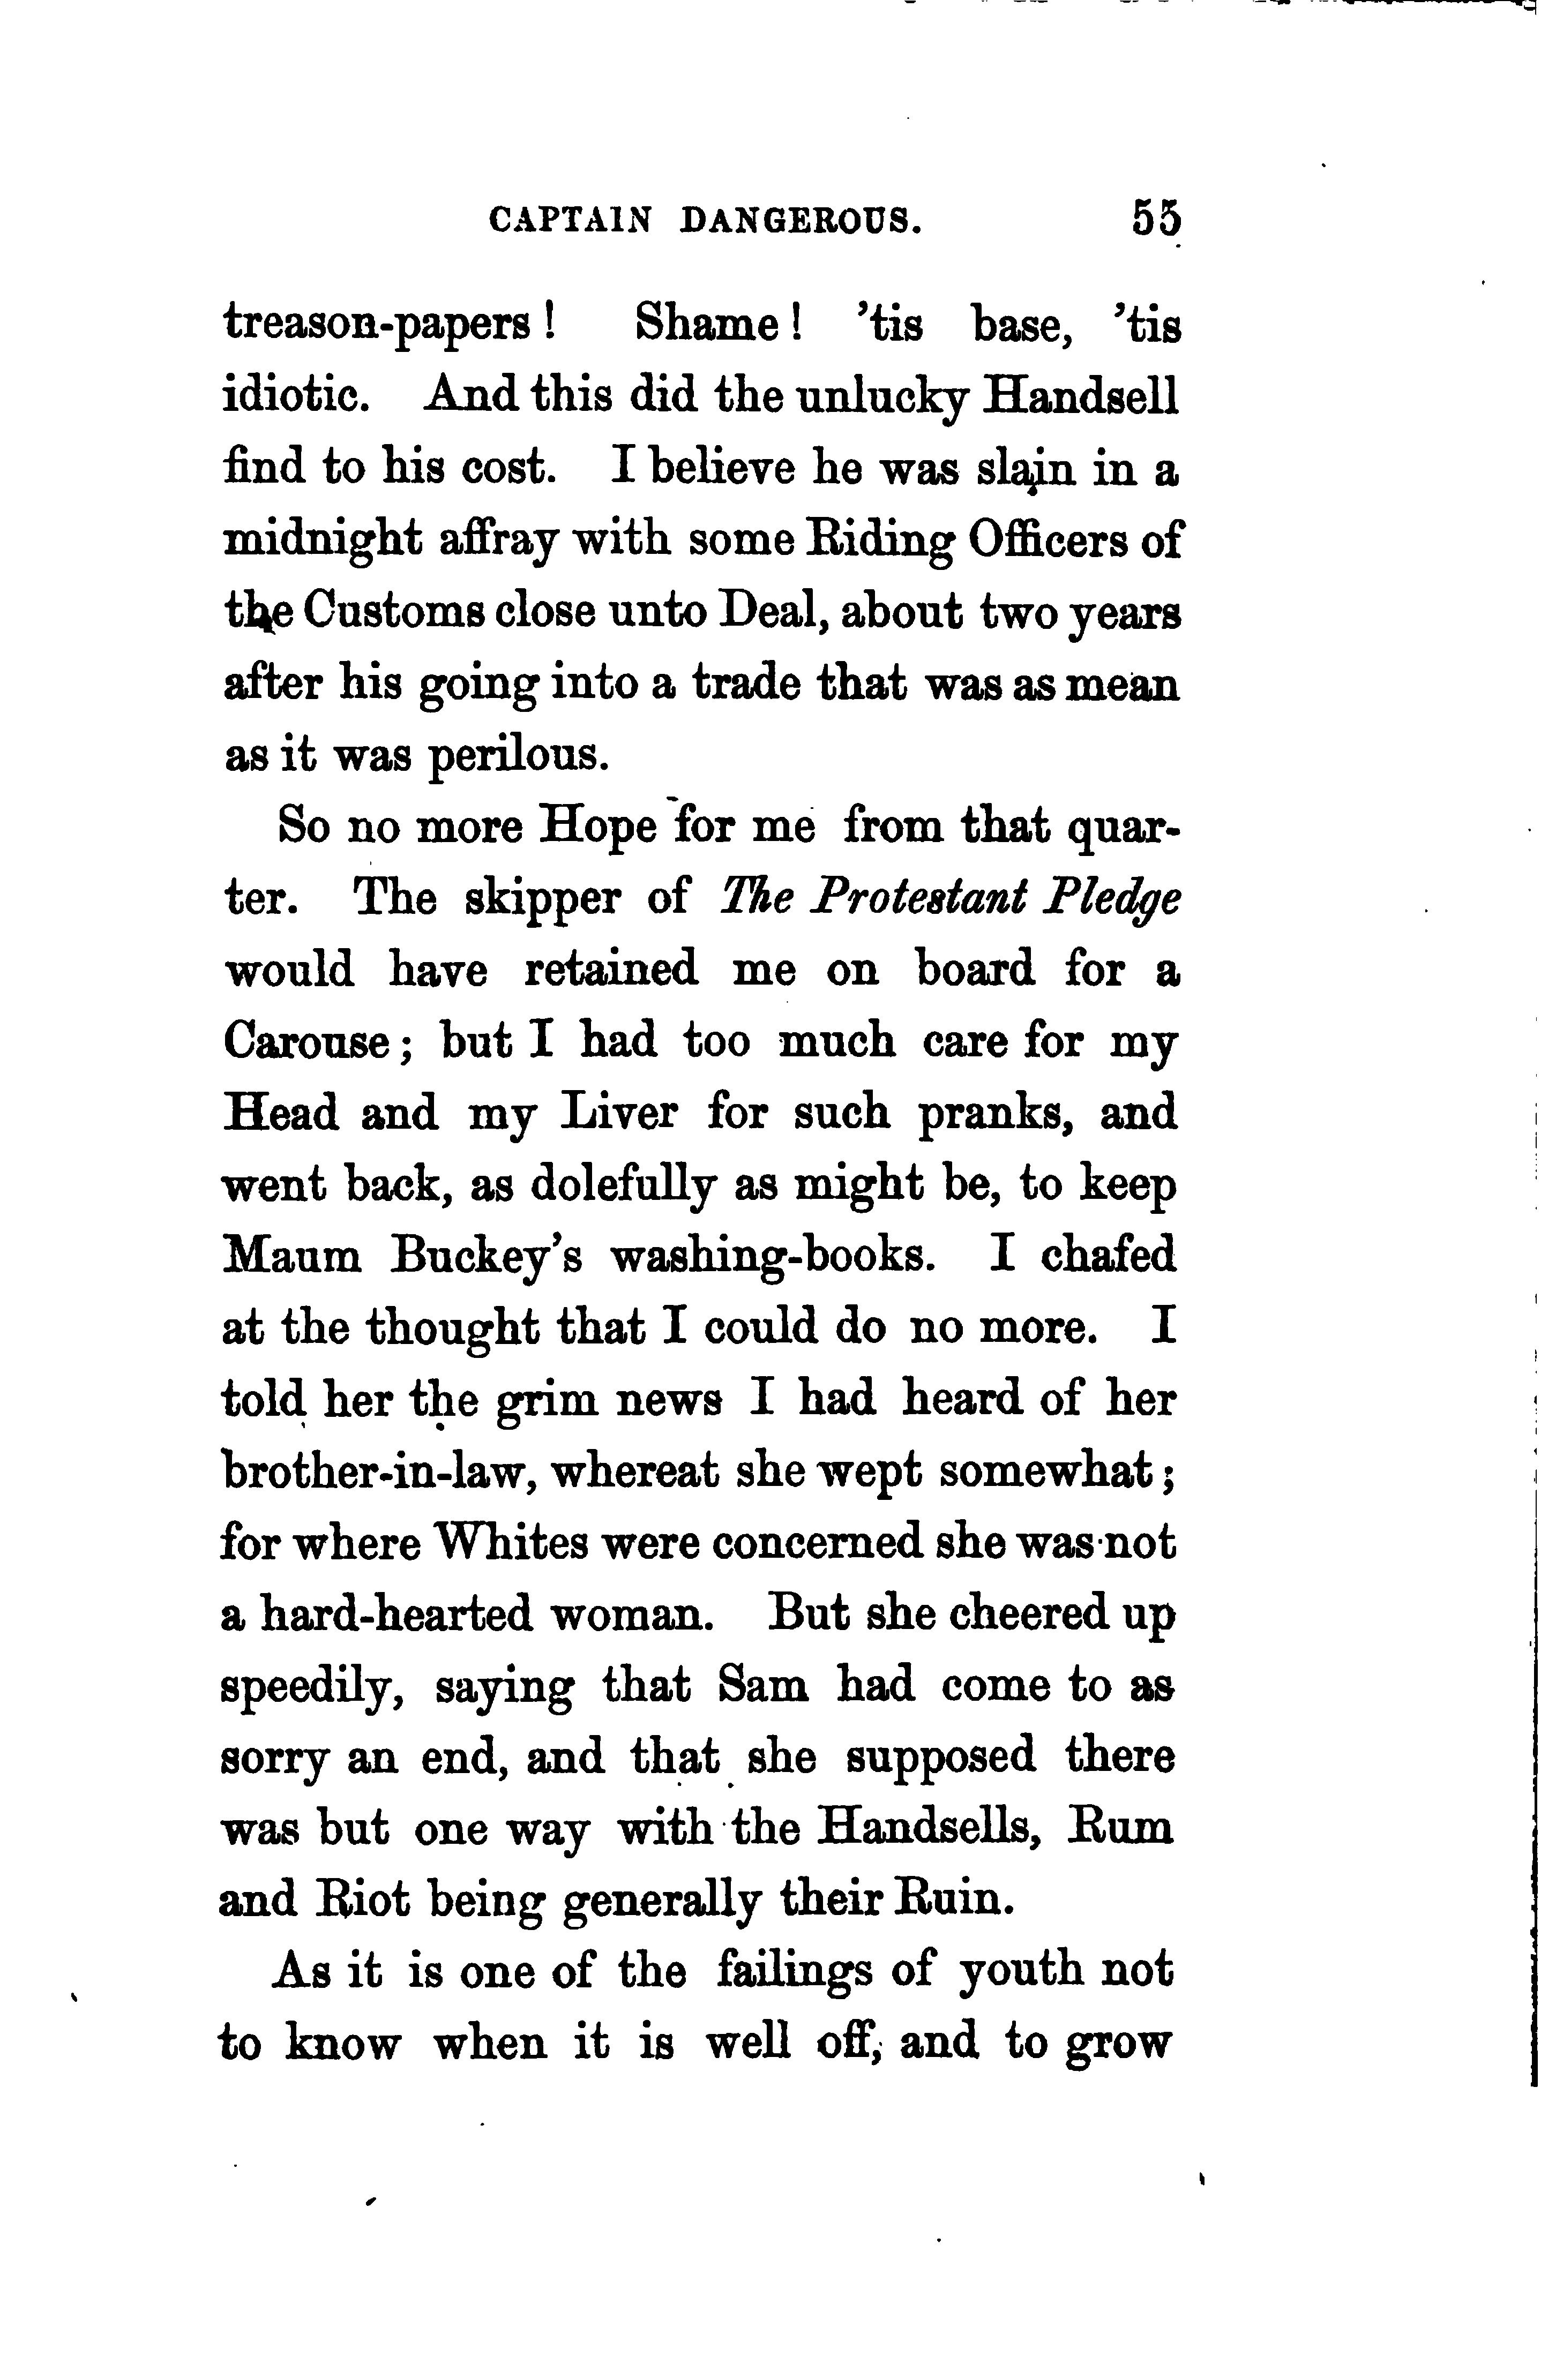 CAPTAIN DANGEROUS. 55
treason-papers! Shame! 'tis base, 'tis
idiotic. And this did the unlucky Handsell
find to his cost. I believe he was slain in a
midnight affray with some Riding Officers of
the Customs close unto Deal, about two years
after his going into a trade that was as mean
as it was perilous.
So no more Hope for me from that quar-
ter. The skipper of The Protestant Pledge
would have retained me on board for a
Carouse; but I had too much care for my
Head and my Liver for such pranks, and
went back, as dolefully as might be, to keep
Maum Buckey's washing-books. I chafed
at the thought that I could do no more. I
told her the grim news I had heard of her
brother-in-law, whereat she wept somewhat;
for where Whites were concerned she was not
a hard-hearted woman. But she cheered up
speedily, saying that Sam had come to as
sorry an end, and that she supposed there
was but one way with the Handsells, Rum
and Riot being generally their Ruin.
As it is one of the failings of youth not
to know when it is well off, and to grow